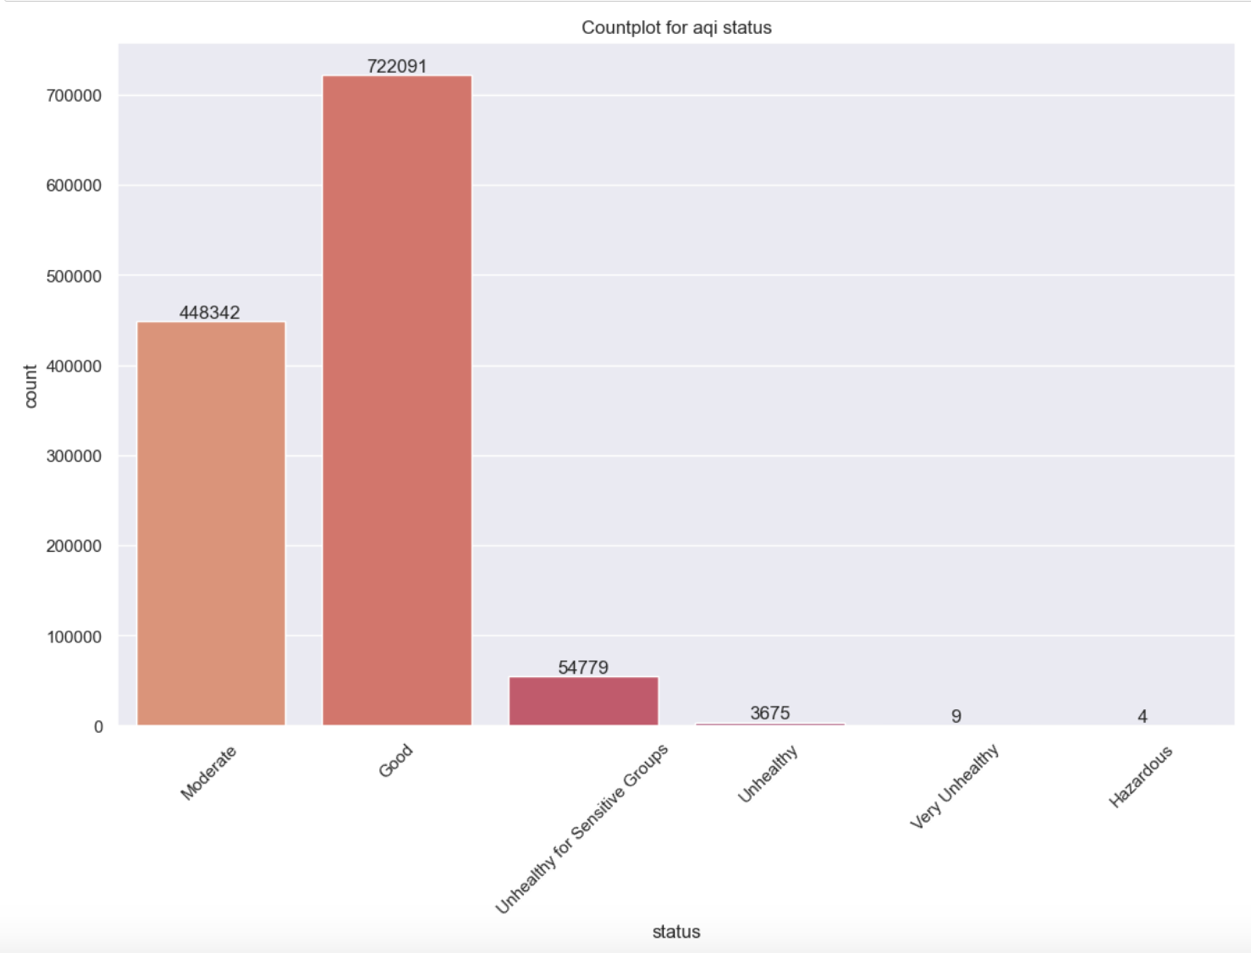 Countplot for aqi status
count
700000
600000
500000
400000
300000
200000
100000
0
448342
722091
54779
3675
9
4
Moderate
Good
Unhealthy for Sensitive Groups
Unhealthy
Very Unhealthy
Hazardous
status